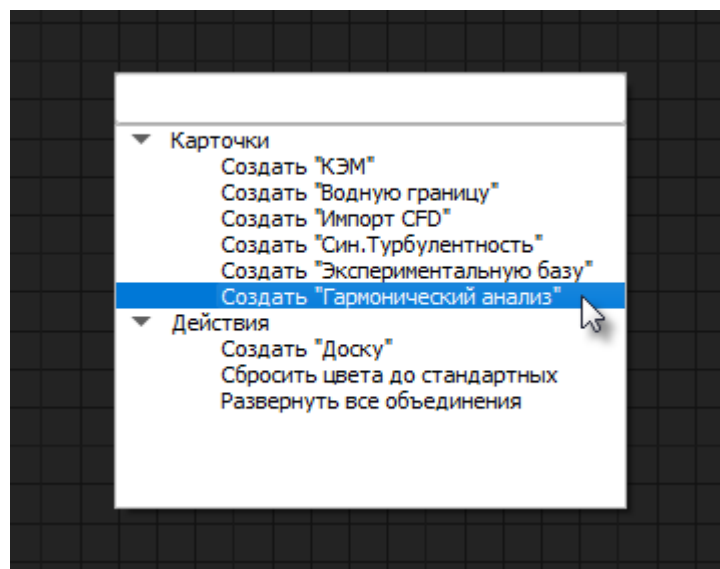 Карточки
Создать "КЭМ"
Создать "Водную границу"
Создать "Импорт CFD"
Создать "Син.Турбулентность"
Создать "Экспериментальную базу"
Создать "Гармонический анализ"
Действия
Создать "Доску"
Сбросить цвета до стандартных
Развернуть все объединения